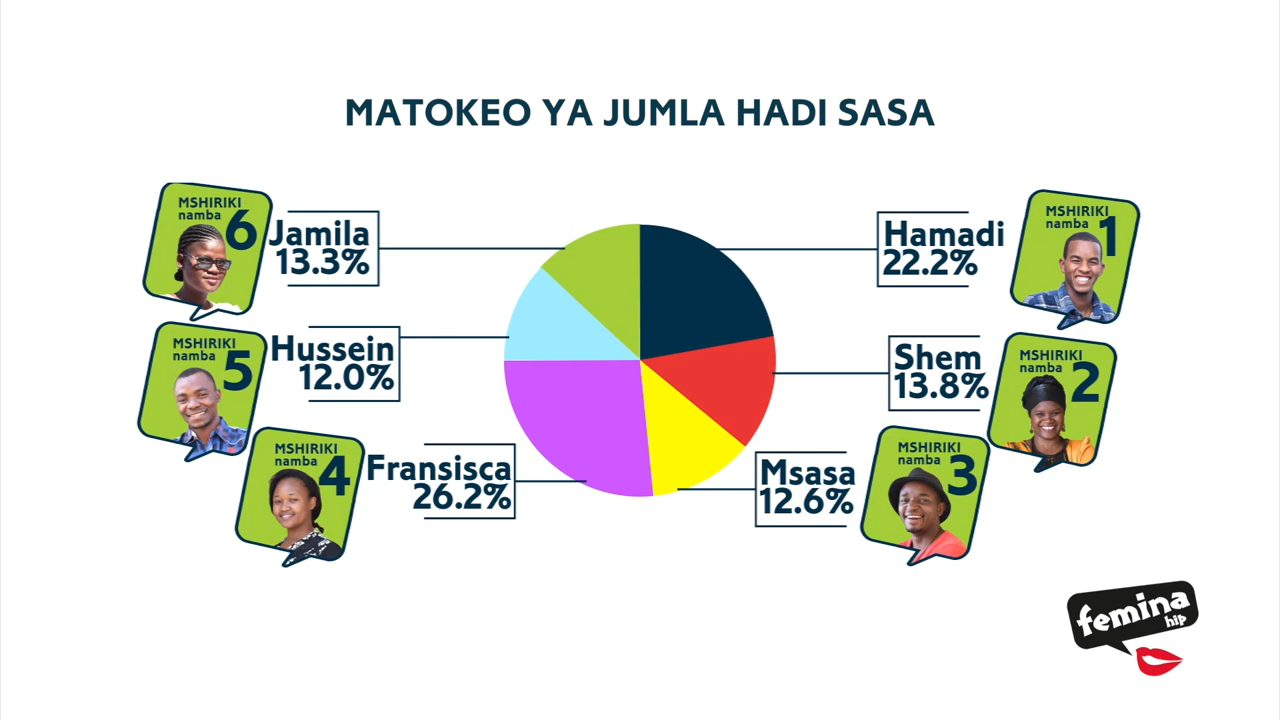 MATOKEO YA JUMLA HADI SASA
MSHIRIKI
namba 6
Jamila
13.3%
Hamadi
22.2%
MSHIRIKI
namba 1
MSHIRIKI
namba 5
Hussein
12.0%
Shem
13.8%
MSHIRIKI
namba 2
MSHIRIKI
namba 4
Fransisca
26.2%
Msasa
12.6%
MSHIRIKI
namba 3
femina
hip